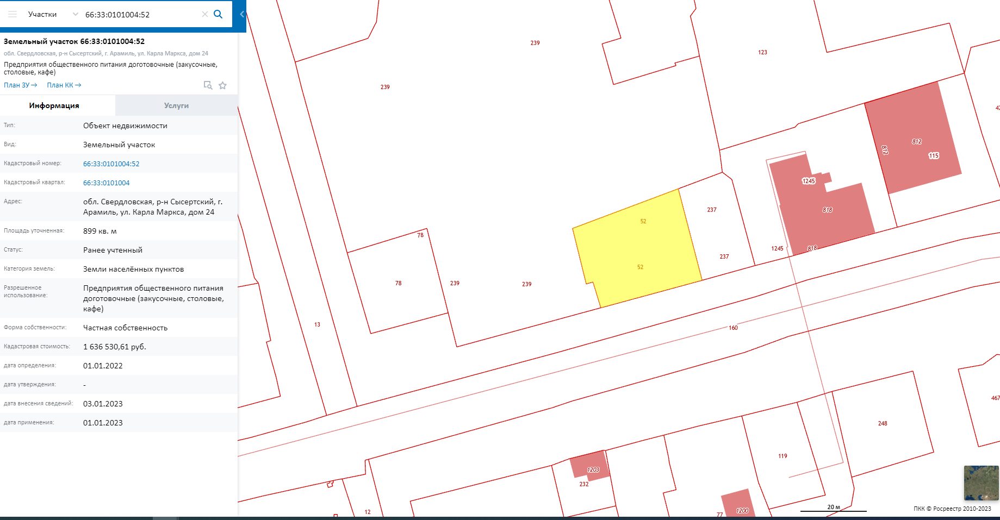 Участки
66:33:0101004:52
Земельный участок 66:33:0101004:52
обл. Свердловская, р-н Сысертский, г. Арамиль, ул. Карла Маркса, дом 24
Предприятия общественного питания доготовочные (закусочные,
столовые, кафе)
План ЗУ→ План КК→
Информация Услуги
Тип: Объект недвижимости
Вид: Земельный участок
Кадастровый номер: 66:33:0101004:52
Кадастровый квартал: 66:33:0101004
Адрес: обл. Свердловская, р-н Сысертский, г.
Арамиль, ул. Карла Маркса, дом 24
Площадь уточненная: 899 кв. м
Статус: Ранее учтенный
Категория земель: Земли населённых пунктов
Разрешенное
использование:
Предприятия общественного питания
доготовочные (закусочные, столовые,
кафе)
Форма собственности: Частная собственность
Кадастровая стоимость: 1 636 530,61 руб.
дата определения: 01.01.2022
дата утверждения: -
дата внесения сведений: 03.01.2023
дата применения: 01.01.2023
239
123
239
42
812
812
115
1245
237
818
52
78
1245
818
237
52
78
239
239
13
160
467
248
119
1203
232
12
77
1200
20 м
ПКК © Росреестр 2010-2023